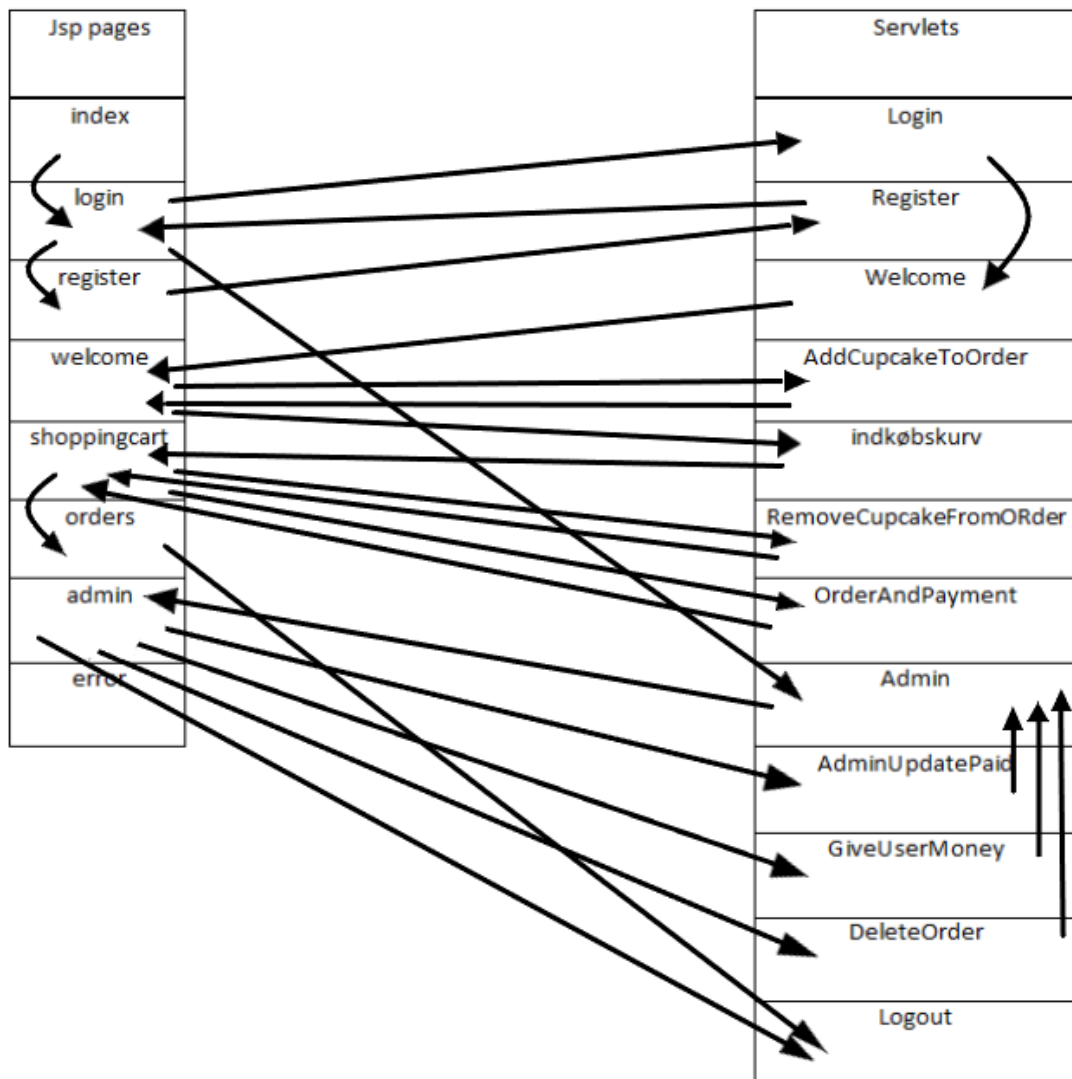 Jsp pages
index
login
register
welcome
shoppingcart
orders
admin
error
Servlets
Login
Register
Welcome
AddCupcakeToOrder
indkøbskurv
RemoveCupcakeFromORder
OrderAndPayment
Admin
AdminUpdatePaid
GiveUserMoney
DeleteOrder
Logout